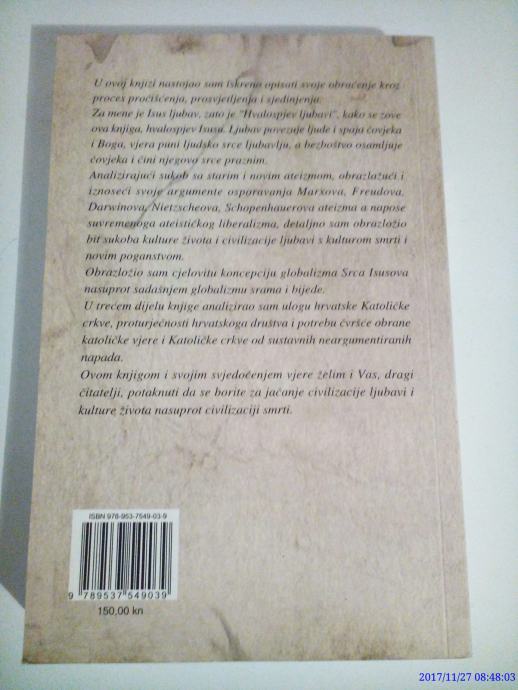 U ovoj knjizi nastojao sam iskreno opisati svoje obraćenje kroz
proces pročišćenja, prosvjetljenja i sjedinjenja.
Za mene je Isus ljubav, zato je "Hvalospjev ljubavi", kako se zove
ova knjiga, hvalospjev Isusu. Ljubav povezuje ljude i spaja čovjeka
i Boga, vjera puni ljudsko srce ljubavlju, a bezboštvo osamljuje
čovjeka i čini njegovo srce praznim.
Analizirajući sukob sa starim i novim ateizmom, obrazlažući i
iznoseći svoje argumente osporavanja Marxova, Freudova,
Darwinova, Nietzscheova, Schopenhauerova ateizma a napose
suvremenoga ateističkog liberalizma, detaljno sam obrazložio
bit sukoba kulture života i civilizacije ljubavi s kulturom smrti i
novim poganstvom.
Obrazložio sam cjelovitu koncepciju globalizma Srca Isusova
nasuprot sadašnjem globalizmu srama i bijede.
U trećem dijelu knjige analizirao sam ulogu hrvatske Katoličke
crkve, proturječnosti hrvatskoga društva i potrebu čvršće obrane
katoličke vjere i Katoličke crkve od sustavnih neargumentiranih
napada.
Ovom knjigom i svojim svjedočenjem vjere želim i Vas, dragi
čitatelji, potaknuti da se borite za jačanje civilizacije ljubavi i
kulture života nasuprot civilizaciji smrti.
ISBN 978-953-7549-03-9
9 789537 549039
150,00 kn
2017/11/27 08:48:03